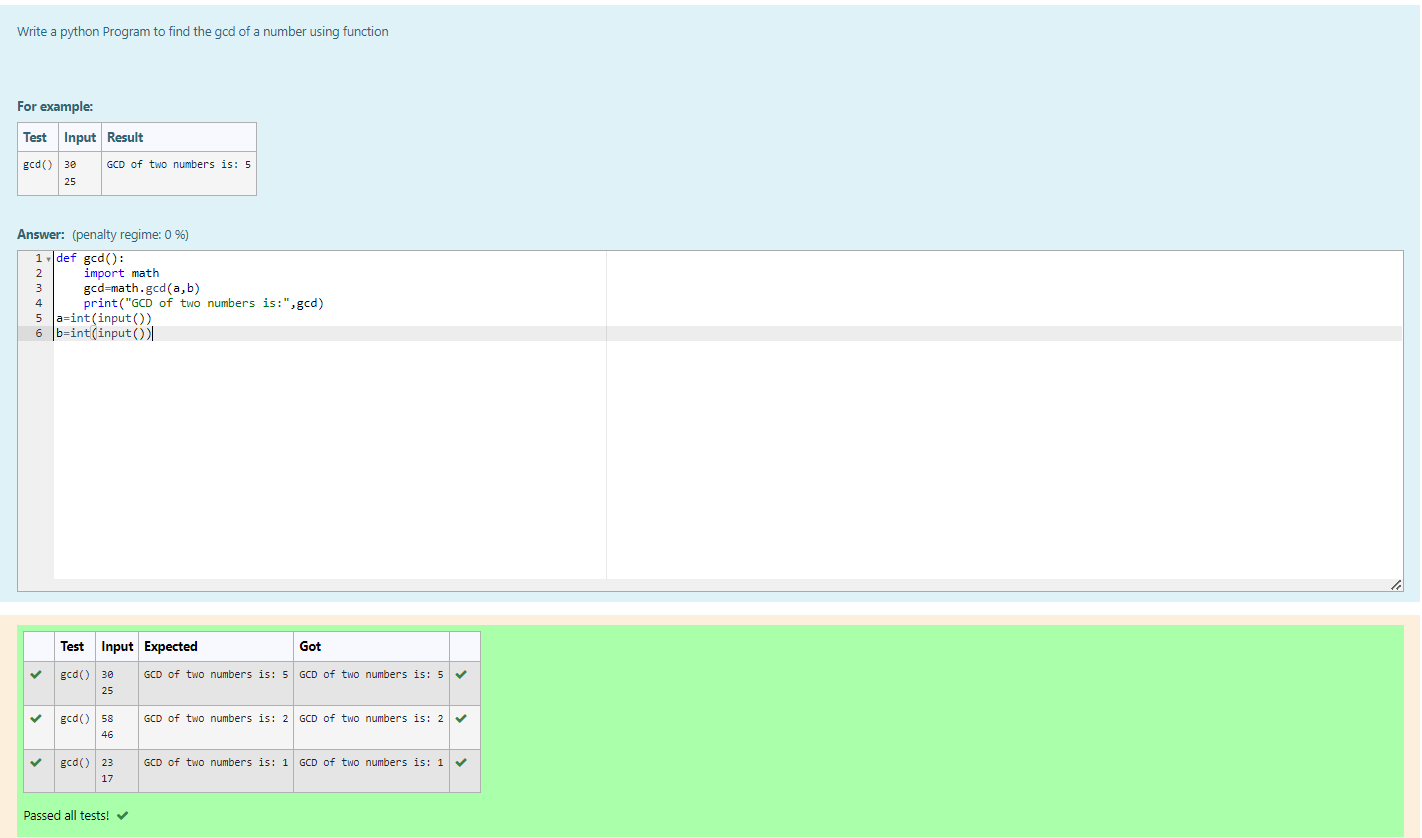 Write a python Program to find the gcd of a number using function
For example:
Test Input Result
gcd() 30 GCD of two numbers is: 5
25
Answer: (penalty regime: 0 %)
1 def gcd():
2 import math
3 gcd=math.gcd(a,b)
4 print("GCD of two numbers is:",gcd)
5 a=int(input())
6 b=int(input())
Test Input Expected Got
gcd() 30 GCD of two numbers is: 5 GCD of two numbers is: 5
25
gcd() 58 GCD of two numbers is: 2 GCD of two numbers is: 2
46
gcd() 23 GCD of two numbers is: 1 GCD of two numbers is: 1
17
Passed all tests!